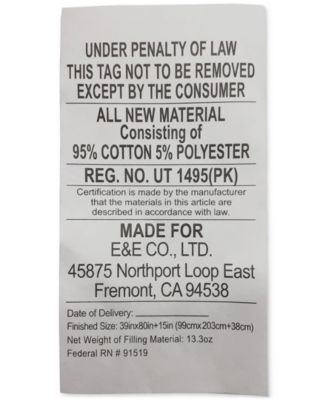 UNDER PENALTY OF LAW
THIS TAG NOT TO BE REMOVED
EXCEPT BY THE CONSUMER
ALL NEW MATERIAL
Consisting of
95% COTTON 5% POLYESTER
REG. NO. UT 1495(PK)
Certification is made by the manufacturer
that the materials in this article are
described in accordance with law.
MADE FOR
E&E CO., LTD.
45875 Northport Loop East
Fremont, CA 94538
Date of Delivery:
Finished Size: 39inx80in+15in (99cmx203cm+38cm)
Net Weight of Filling Material: 13.3oz
Federal RN # 91519